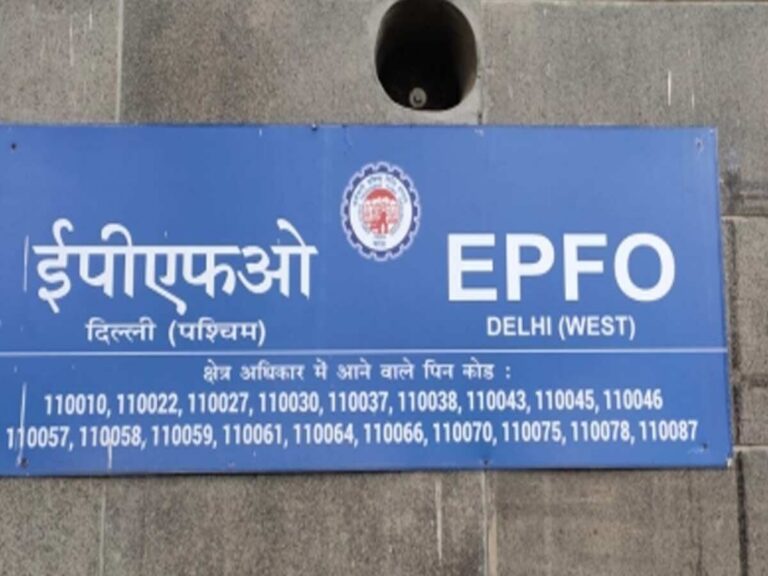 ईपीएफओ
दिल्ली (पश्चिम)
EPFO
DELHI (WEST)
क्षेत्र अधिकार में आने वाले पिन कोड :
110010, 110022, 110027, 110030, 110037, 110038, 110043, 110045, 110046
110057, 110058, 110059, 110061, 110064, 110066, 110070, 110075, 110078, 110087